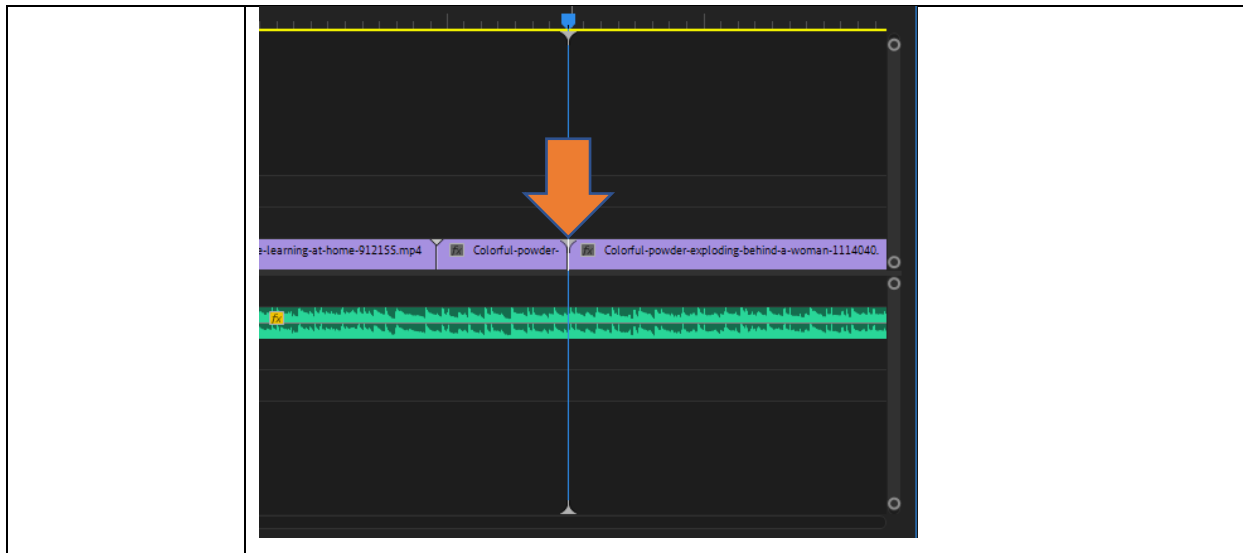 e-learning-at-home-912155.mp4
fx Colorful-powder-
fx Colorful-powder-exploding-behind-a-woman-1114040.
fx